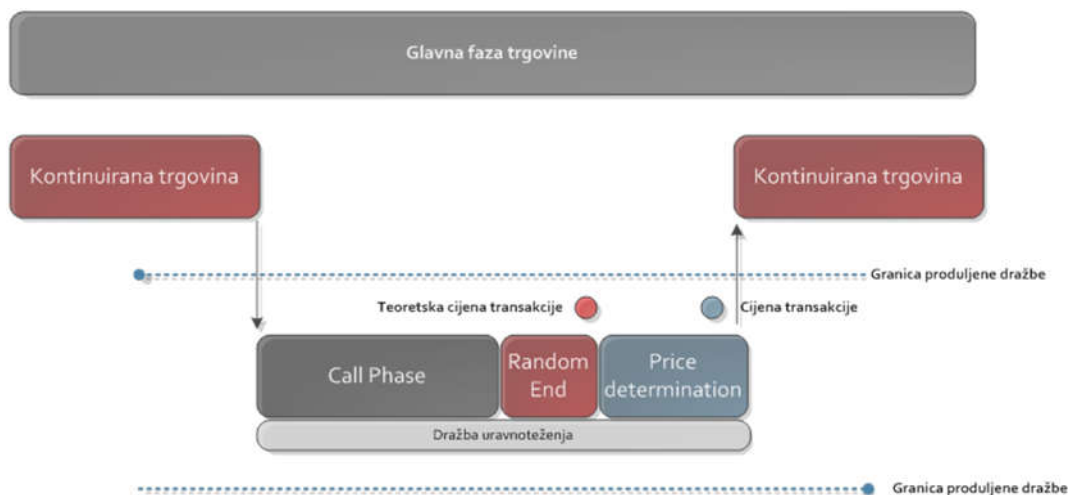 Glavna faza trgovine
Kontinuirana trgovina
Kontinuirana trgovina
Granica produljene dražbe
Teoretska cijena transakcije
Cijena transakcije
Call Phase
Random
End
Price
determination
Dražba uravnoteženja
Granica produljene dražbe